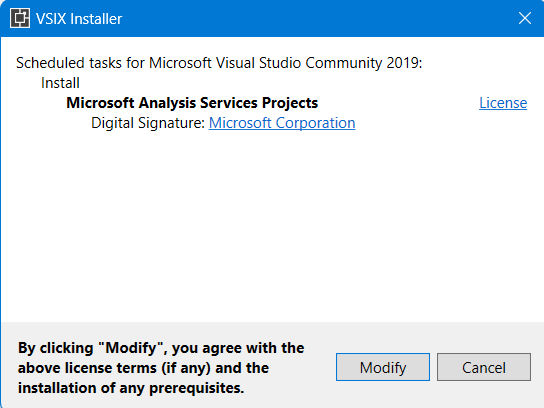 VSIX Installer
Scheduled tasks for Microsoft Visual Studio Community 2019:
Install
Microsoft Analysis Services Projects License
Digital Signature: Microsoft Corporation
By clicking "Modify", you agree with the
above license terms (if any) and the
installation of any prerequisites.
Modify Cancel